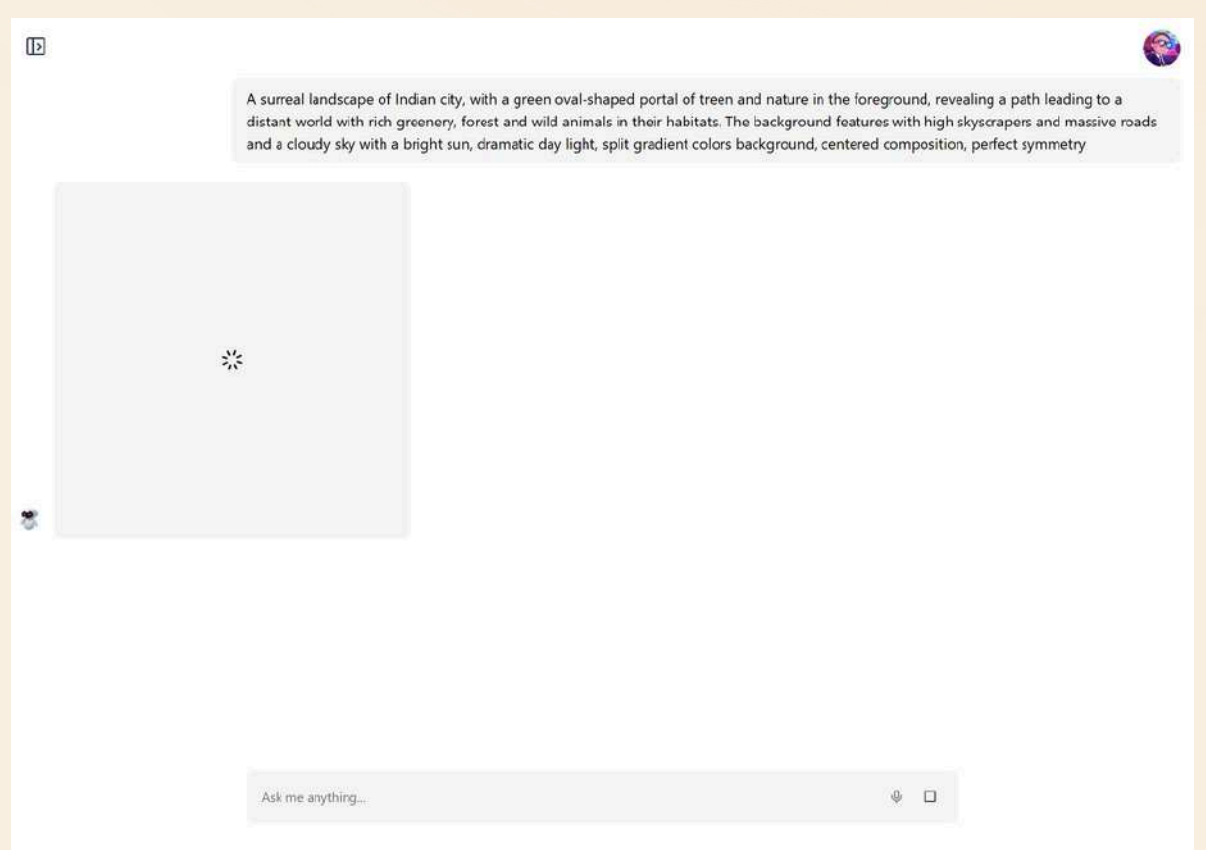 A surreal landscape of Indian city, with a green oval-shaped portal of treen and nature in the foreground, revealing a path leading to a
distant world with rich greenery, forest and wild animals in their habitats. The background features with high skyscrapers and massive roads
and a cloudy sky with a bright sun, dramatic day light, split gradient colors background, centered composition, perfect symmetry
Ask me anything...